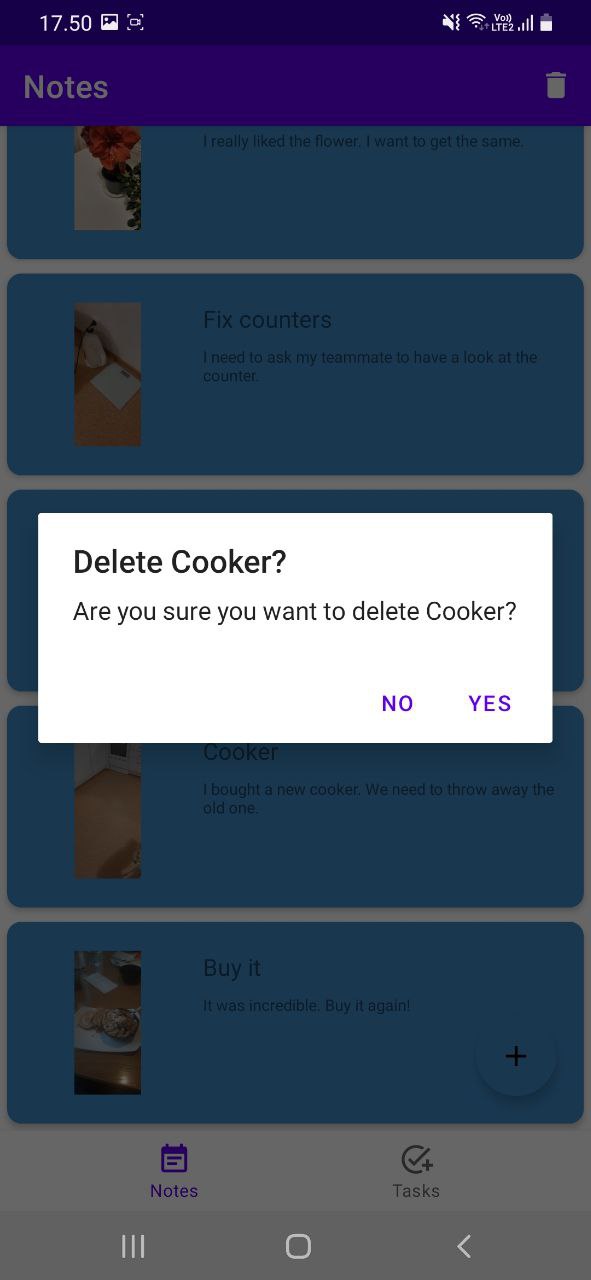 17.50
Vo))
LTE2
Notes
I really liked the flower. I want to get the same.
Fix counters
I need to ask my teammate to have a look at the
counter.
Delete Cooker?
Are you sure you want to delete Cooker?
NO YES
Cooker
I bought a new cooker. We need to throw away the
old one.
Buy it
It was incredible. Buy it again!
+
Notes Tasks